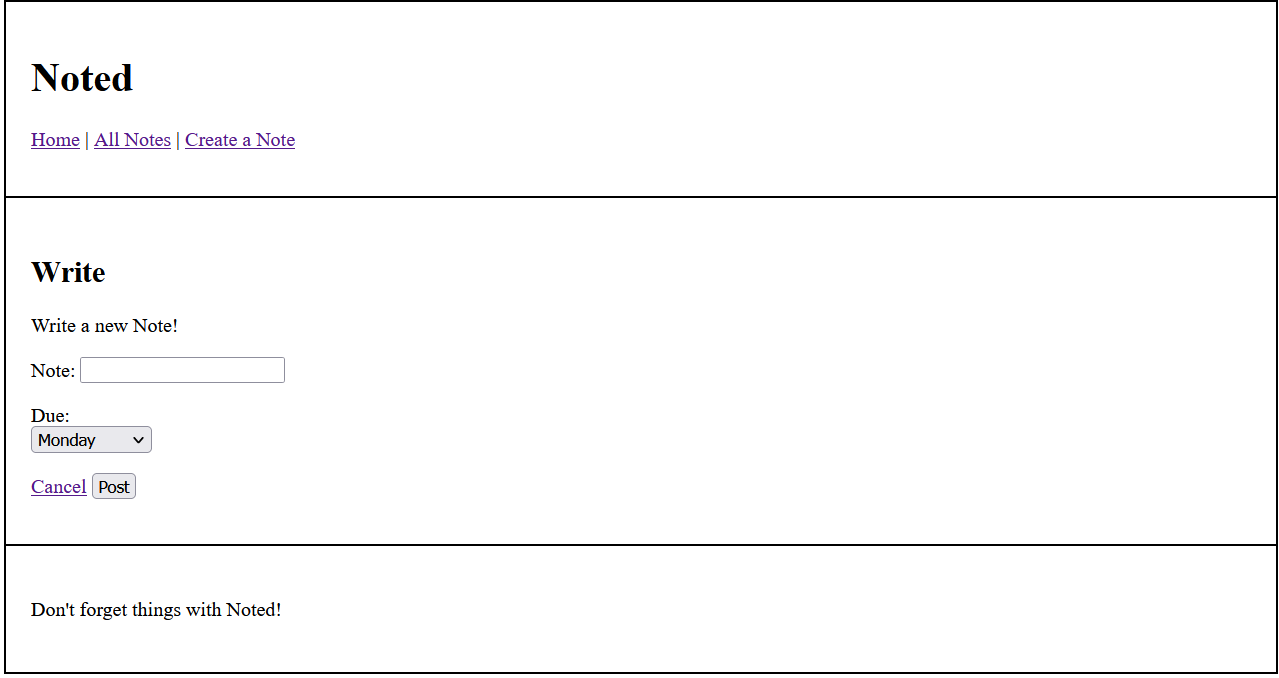 Noted
Home | All Notes | Create a Note
Write
Write a new Note!
Note:
Due:
Monday
Cancel Post
Don't forget things with Noted!